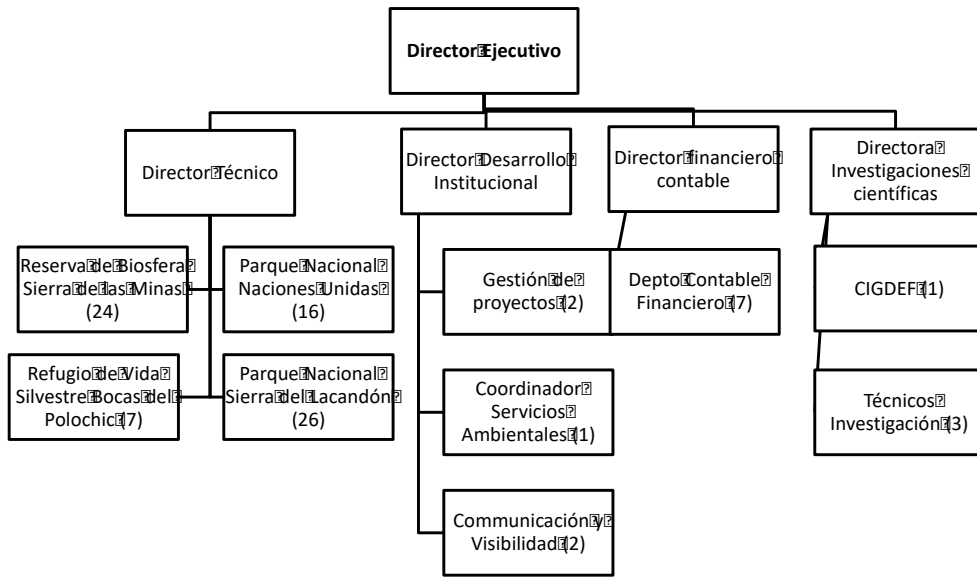 Director Ejecutivo
Director Técnico
Director Desarrollo
Institucional
Director financiero
contable
Directora
Investigaciones
científicas
Reserva de Biosfera
Sierra de las Minas
(24)
Parque Nacional
Naciones Unidas
(16)
Refugio de Vida
Silvestre Bocas del
Polochic (7)
Parque Nacional
Sierra del Lacandón
(26)
Gestión de
proyectos (2)
Coordinador
Servicios
Ambientales (1)
Communicación y
Visibilidad (2)
Depto Contable
Financiero (7)
CIGDEF (1)
Técnicos
Investigación (3)